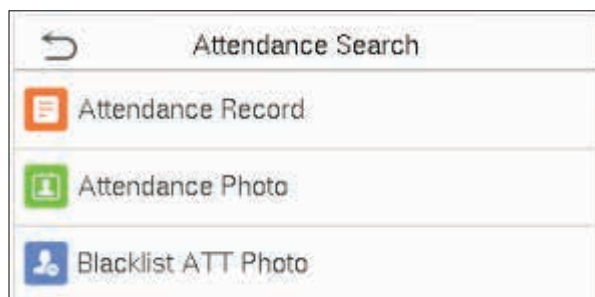 Attendance Search
Attendance Record
Attendance Photo
Blacklist ATT Photo